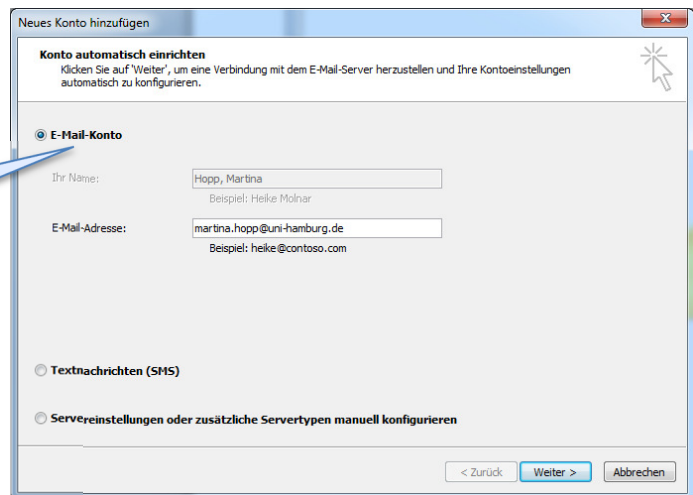 Neues Konto hinzufügen
Konto automatisch einrichten
Klicken Sie auf 'Weiter', um eine Verbindung mit dem E-Mail-Server herzustellen und Ihre Kontoeinstellungen
automatisch zu konfigurieren.
E-Mail-Konto
Ihr Name: Hopp, Martina
Beispiel: Heike Molnar
E-Mail-Adresse: martina.hopp@uni-hamburg.de
Beispiel: heike@contoso.com
Textnachrichten (SMS)
Servereinstellungen oder zusätzliche Servertypen manuell konfigurieren
< Zurück Weiter > Abbrechen